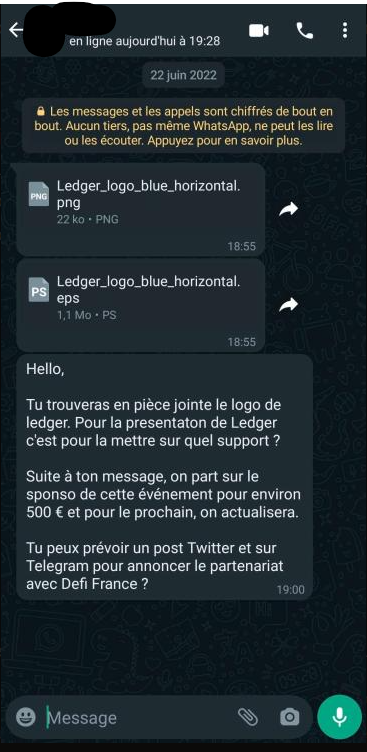 en ligne aujourd'hui à 19:28
22 juin 2022
Les messages et les appels sont chiffrés de bout en
bout. Aucun tiers, pas même WhatsApp, ne peut les lire
ou les écouter. Appuyez pour en savoir plus.
PNG
Ledger_logo_blue_horizontal.
png
22 ko • PNG
18:55
PS
Ledger_logo_blue_horizontal.
eps
1,1 Mo • PS
18:55
Hello,
Tu trouveras en pièce jointe le logo de
ledger. Pour la presentaton de Ledger
c'est pour la mettre sur quel support ?
Suite à ton message, on part sur le
sponso de cette événement pour environ
500 € et pour le prochain, on actualisera.
Tu peux prévoir un post Twitter et sur
Telegram pour annoncer le partenariat
avec Defi France ?
19:00
Message